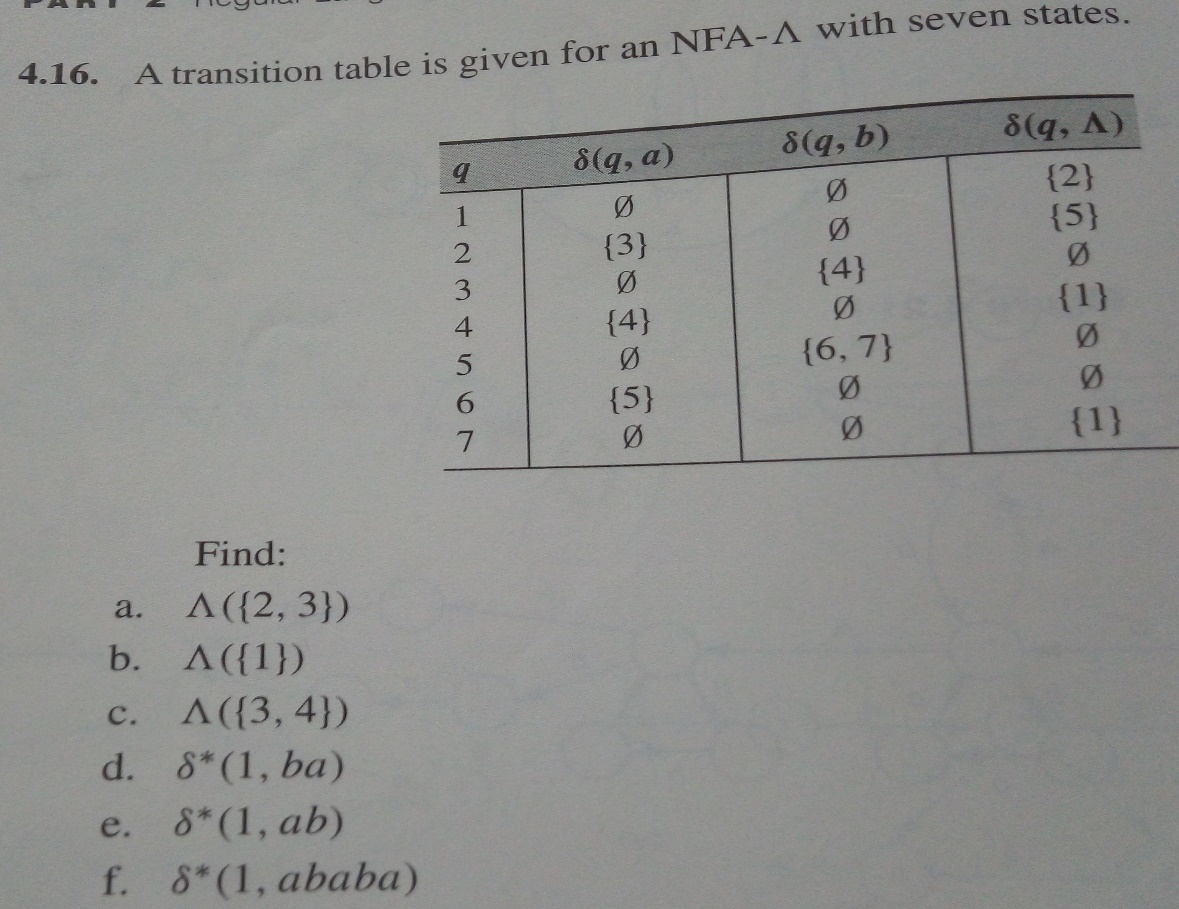 PART 2
4.16. A transition table is given for an NFA-Λ with seven states.
q δ(q, a) δ(q, b) δ(q, Λ)
1 Ø Ø {2}
2 {3} Ø {5}
3 Ø {4} Ø
4 {4} Ø {1}
5 Ø {6, 7} Ø
6 {5} Ø Ø
7 Ø Ø {1}
Find:
a. Λ({2, 3})
b. Λ({1})
c. Λ({3, 4})
d. δ*(1, ba)
e. δ*(1, ab)
f. δ*(1, ababa)